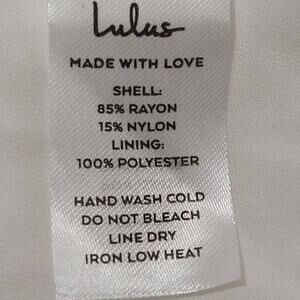 Lulus
MADE WITH LOVE
SHELL:
85% RAYON
15% NYLON
LINING:
100% POLYESTER
HAND WASH COLD
DO NOT BLEACH
LINE DRY
IRON LOW HEAT